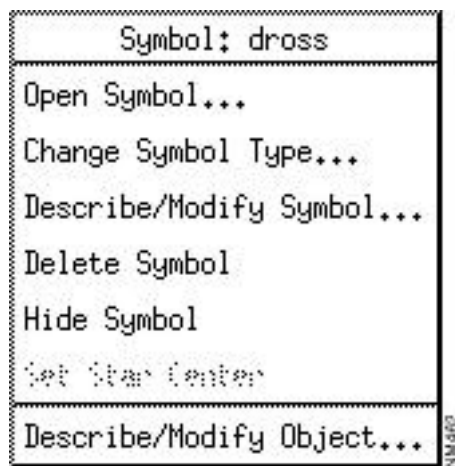 Symbol: dross
Open Symbol...
Change Symbol Type...
Describe/Modify Symbol...
Delete Symbol
Hide Symbol
Set Star Center
Describe/Modify Object...
NM462